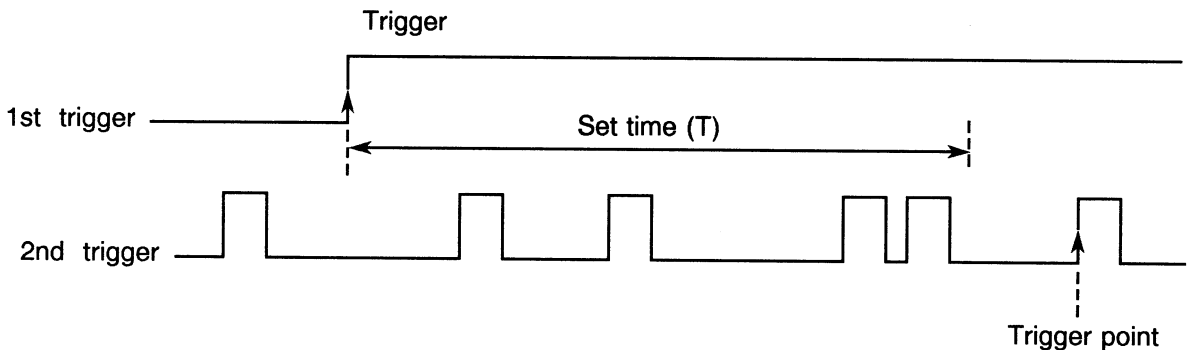 Trigger
1st trigger
Set time (T)
2nd trigger
Trigger point